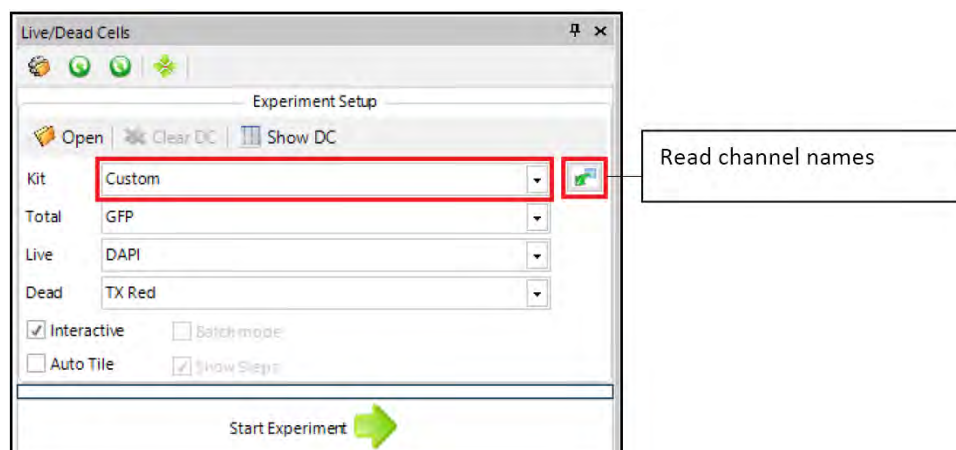 Live/Dead Cells
Experiment Setup
Open Clear DC Show DC
Kit Custom
Read channel names
Total GFP
Live DAPI
Dead TX Red
Interactive Batch mode
Auto Tile Show Steps
Start Experiment